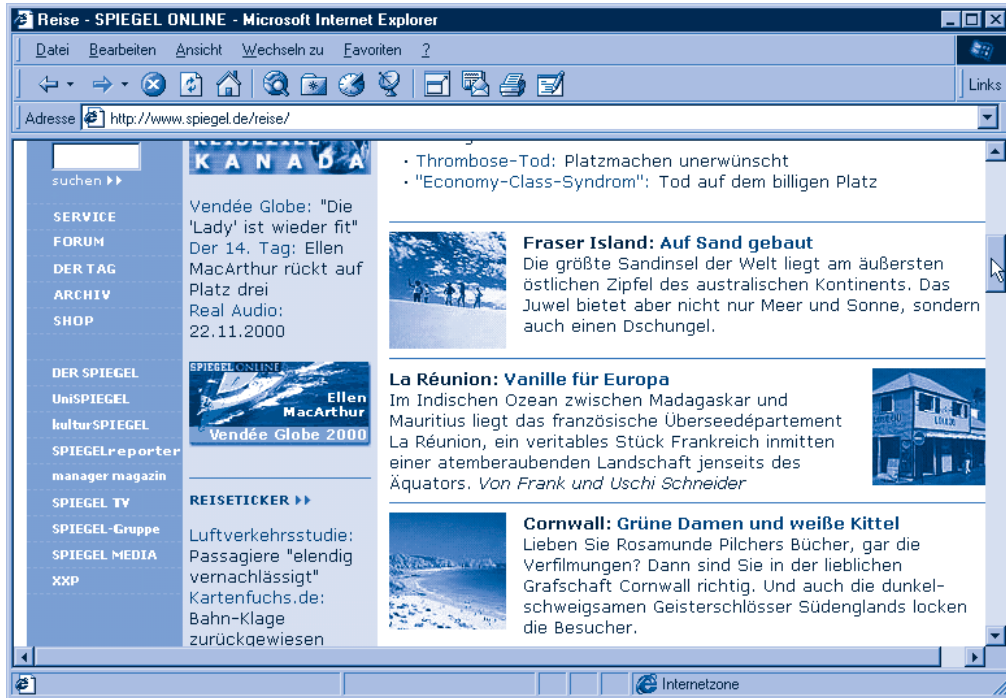 Reise - SPIEGEL ONLINE - Microsoft Internet Explorer
Datei Bearbeiten Ansicht Wechseln zu Favoriten ?
Links
Adresse http://www.spiegel.de/reise/
suchen
SERVICE
FORUM
DER TAG
ARCHIV
SHOP
DER SPIEGEL
UniSPIEGEL
kulturSPIEGEL
SPIEGELreporter
manager magazin
SPIEGEL TV
SPIEGEL-Gruppe
SPIEGEL MEDIA
XXP
KANADA
Vendée Globe: "Die
'Lady' ist wieder fit"
Der 14. Tag: Ellen
MacArthur rückt auf
Platz drei
Real Audio:
22.11.2000
SPIEGEL ONLINE
Ellen
MacArthur
Vendée Globe 2000
REISETICKER
Luftverkehrsstudie:
Passagiere "elendig
vernachlässigt"
Kartenfuchs.de:
Bahn-Klage
zurückgewiesen
· Thrombose-Tod: Platzmachen unerwünscht
· "Economy-Class-Syndrom": Tod auf dem billigen Platz
Fraser Island: Auf Sand gebaut
Die größte Sandinsel der Welt liegt am äußersten
östlichen Zipfel des australischen Kontinents. Das
Juwel bietet aber nicht nur Meer und Sonne, sondern
auch einen Dschungel.
La Réunion: Vanille für Europa
Im Indischen Ozean zwischen Madagaskar und
Mauritius liegt das französische Überseedépartement
La Réunion, ein veritables Stück Frankreich inmitten
einer atemberaubenden Landschaft jenseits des
Äquators. Von Frank und Uschi Schneider
Cornwall: Grüne Damen und weiße Kittel
Lieben Sie Rosamunde Pilchers Bücher, gar die
Verfilmungen? Dann sind Sie in der lieblichen
Grafschaft Cornwall richtig. Und auch die dunkel-
schweigsamen Geisterschlösser Südenglands locken
die Besucher.
Internetzone